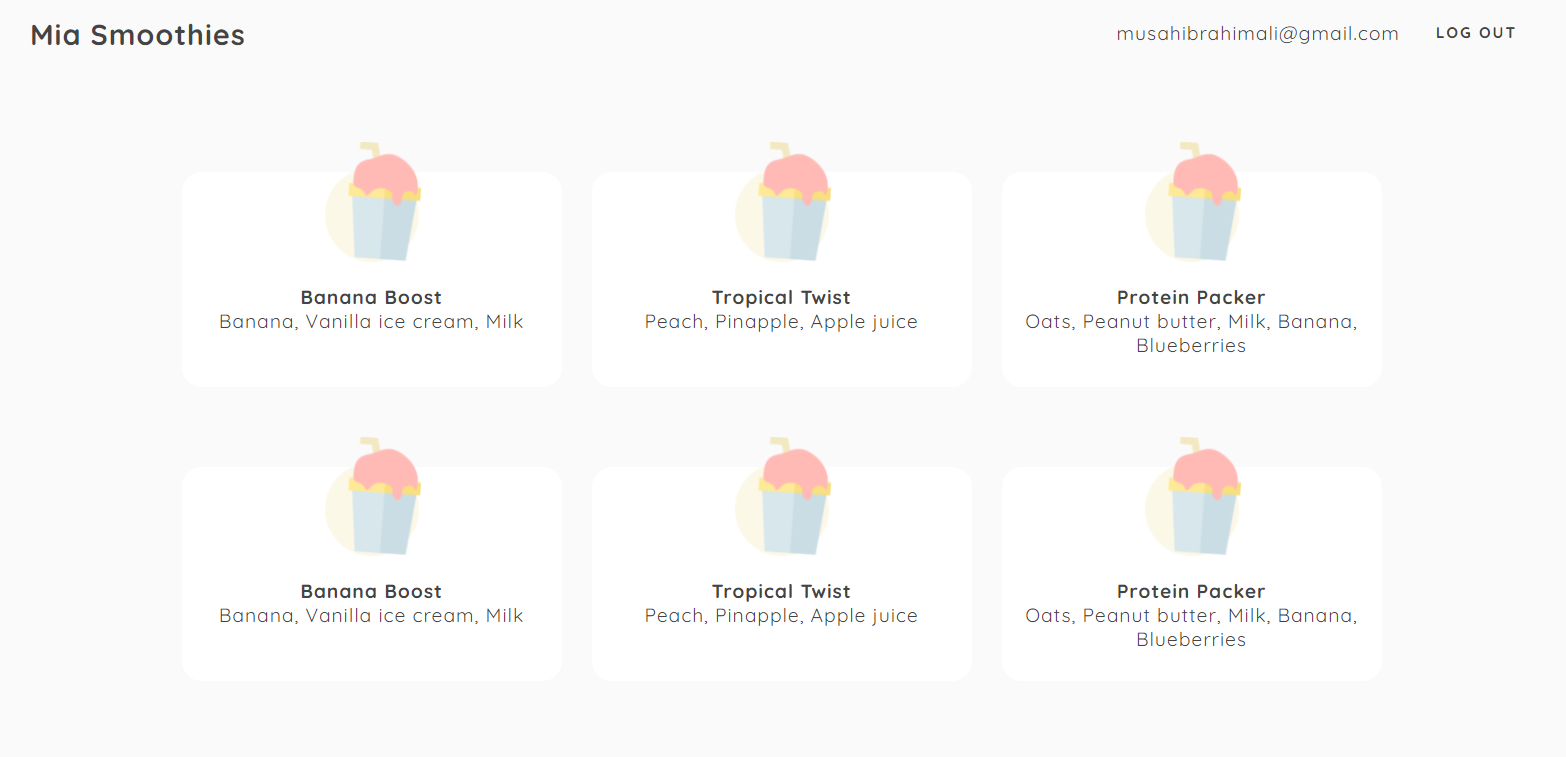 Mia Smoothies
musahibrahimali@gmail.com
LOG OUT
Banana Boost
Banana, Vanilla ice cream, Milk
Tropical Twist
Peach, Pinapple, Apple juice
Protein Packer
Oats, Peanut butter, Milk, Banana,
Blueberries
Banana Boost
Banana, Vanilla ice cream, Milk
Tropical Twist
Peach, Pinapple, Apple juice
Protein Packer
Oats, Peanut butter, Milk, Banana,
Blueberries